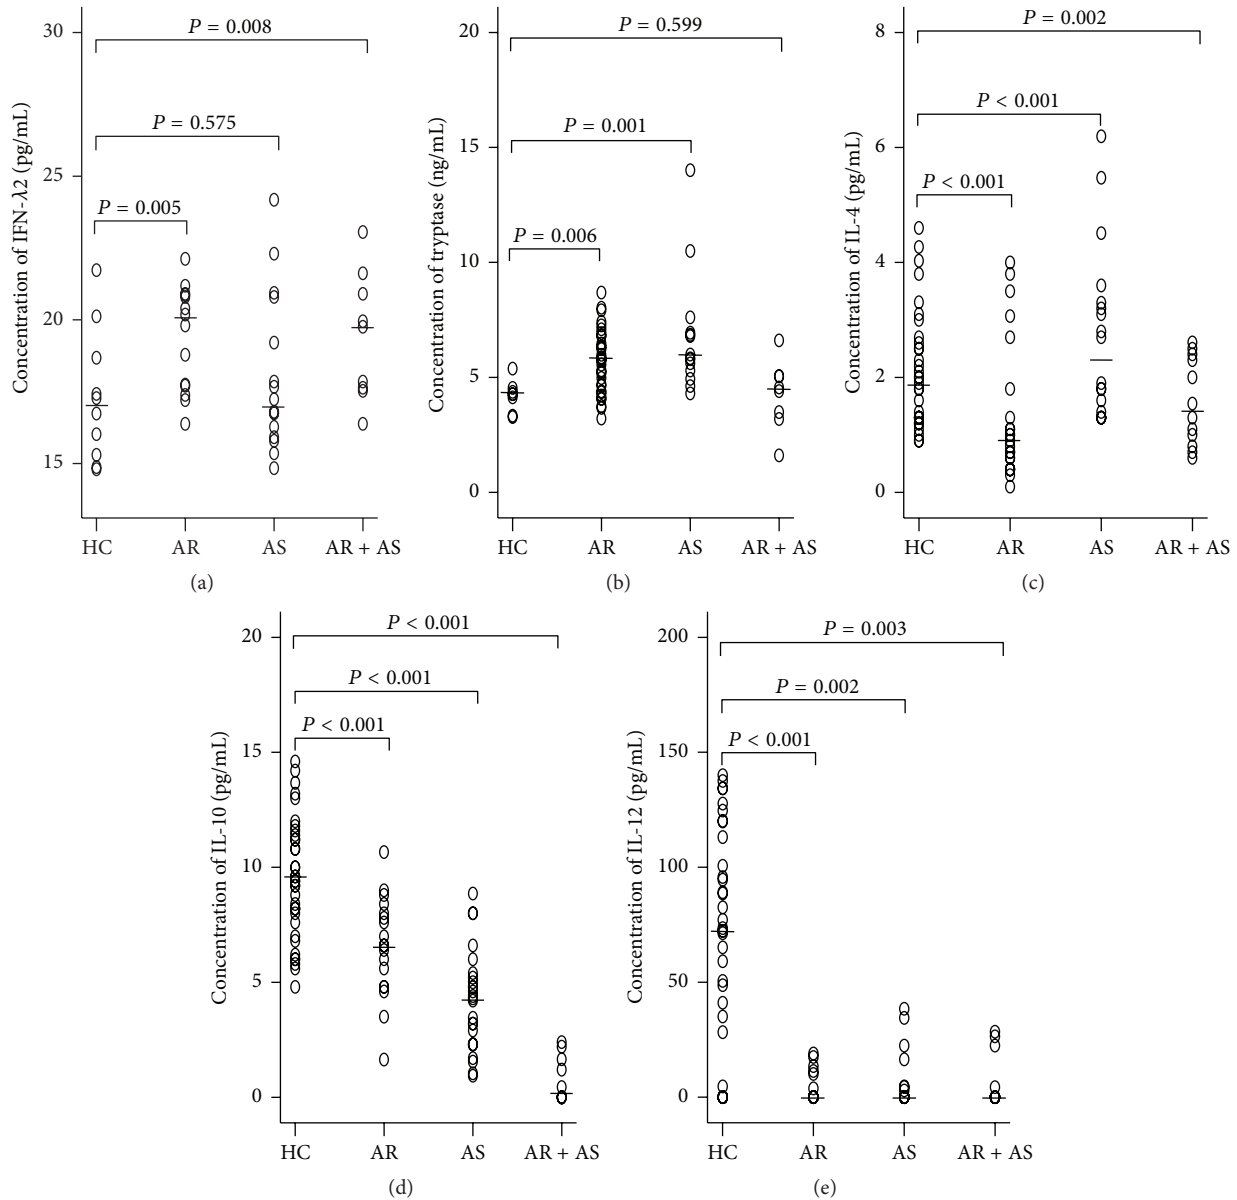 30
25
20
15
Concentration of IFN-λ2 (pg/mL)
P = 0.008
P = 0.575
P = 0.005
HC AR AS AR + AS
(a)
20
15
10
5
0
Concentration of tryptase (ng/mL)
P = 0.599
P = 0.001
P = 0.006
HC AR AS AR + AS
(b)
8
6
4
2
0
Concentration of IL-4 (pg/mL)
P = 0.002
P < 0.001
P < 0.001
HC AR AS AR + AS
(c)
20
15
10
5
0
Concentration of IL-10 (pg/mL)
P < 0.001
P < 0.001
P < 0.001
HC AR AS AR + AS
(d)
200
150
100
50
0
Concentration of IL-12 (pg/mL)
P = 0.003
P = 0.002
P < 0.001
HC AR AS AR + AS
(e)